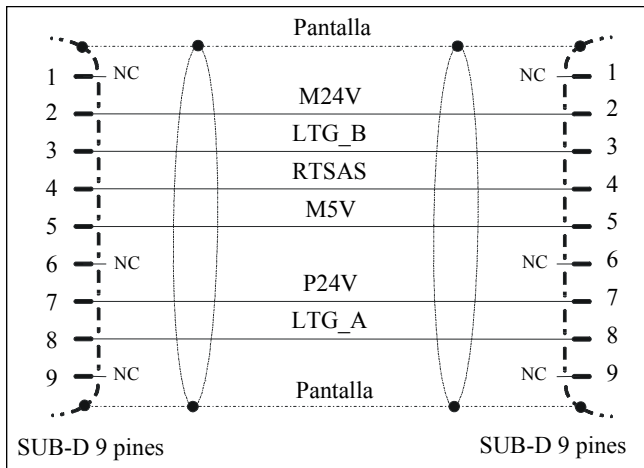 Pantalla
1 NC NC 1
2 M24V 2
3 LTG_B 3
4 RTSAS 4
5 M5V 5
6 NC NC 6
7 P24V 7
8 LTG_A 8
9 NC NC 9
Pantalla
SUB-D 9 pines SUB-D 9 pines